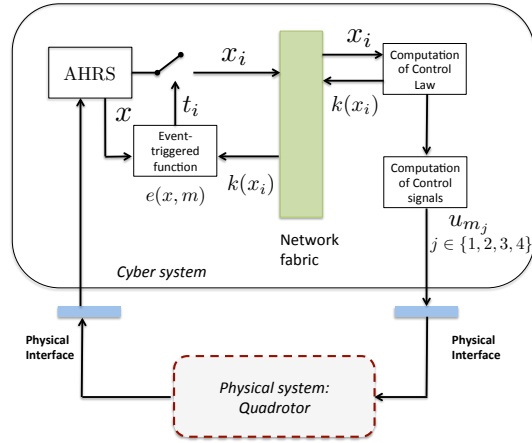 AHRS
x_i
x_i
Computation
of Control
Law
k(x_i)
x
t_i
Event-
triggered
function
k(x_i)
e(x, m)
Computation
of Control
signals
u_{m_j}
j ∈ {1, 2, 3, 4}
Network
fabric
Cyber system
Physical
Interface
Physical
Interface
Physical system:
Quadrotor